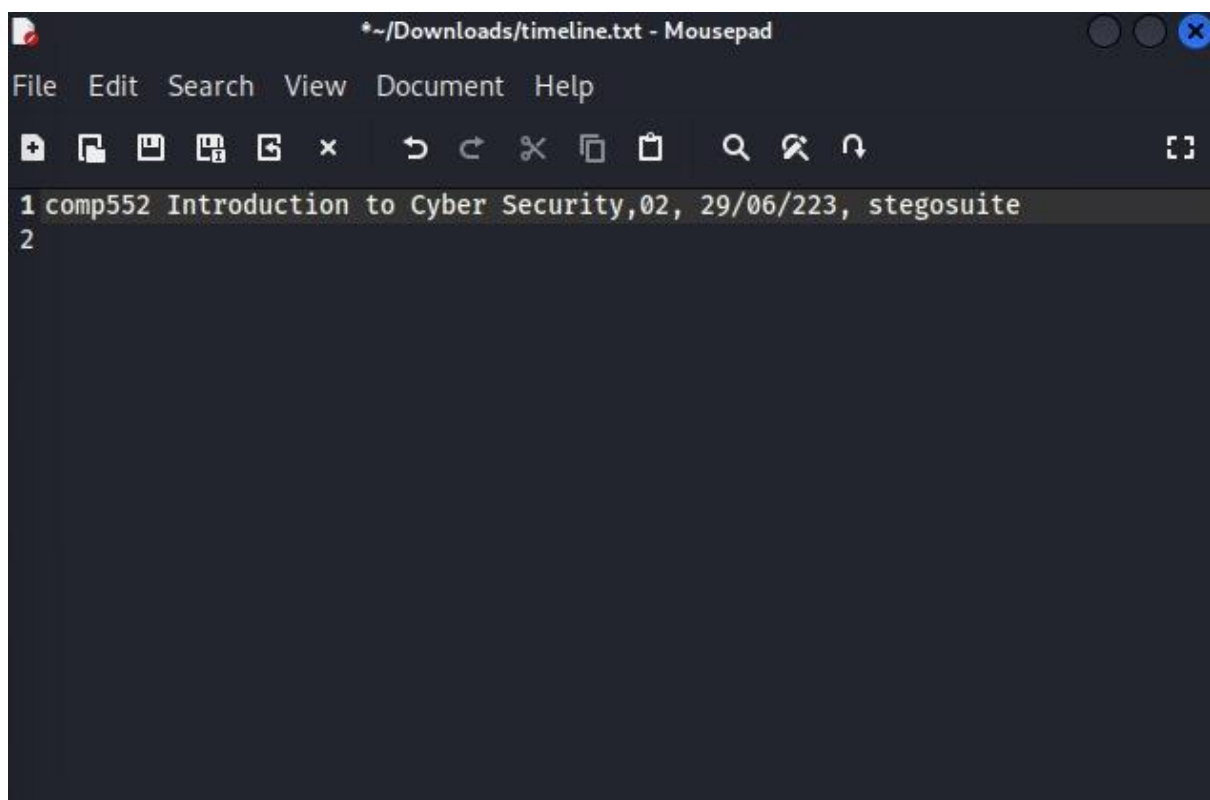 *~/Downloads/timeline.txt - Mousepad
File Edit Search View Document Help
1 comp552 Introduction to Cyber Security,02, 29/06/223, stegosuite
2